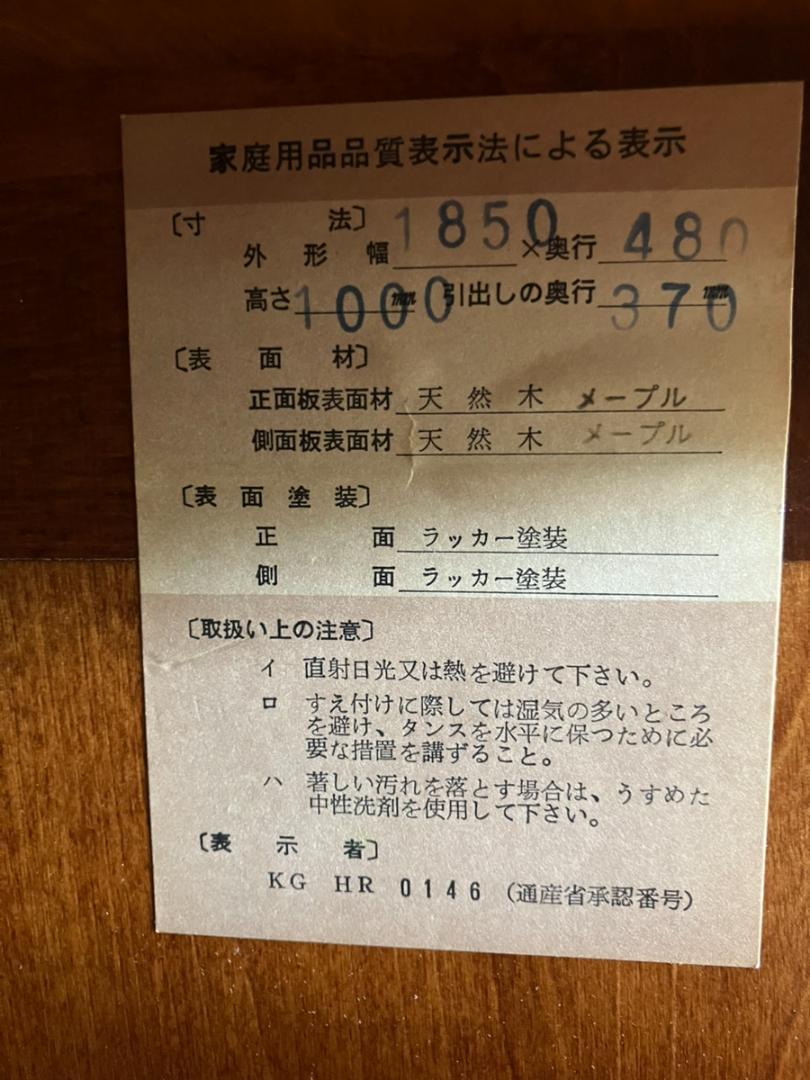 家庭用品品質表示法による表示
〔寸法〕
外形幅 1850 ×奥行 480
高さ 1000 mm 引出しの奥行 370 mm
〔表面材〕
正面板表面材 天然木 メープル
側面板表面材 天然木 メープル
〔表面塗装〕
正面 ラッカー塗装
側面 ラッカー塗装
〔取扱い上の注意〕
イ 直射日光又は熱を避けて下さい。
ロ すえ付けに際しては湿気の多いところ
を避け、タンスを水平に保つために必
要な措置を講ずること。
ハ 著しい汚れを落とす場合は、うすめた
中性洗剤を使用して下さい。
〔表示者〕
KG HR 0146 (通産省承認番号)